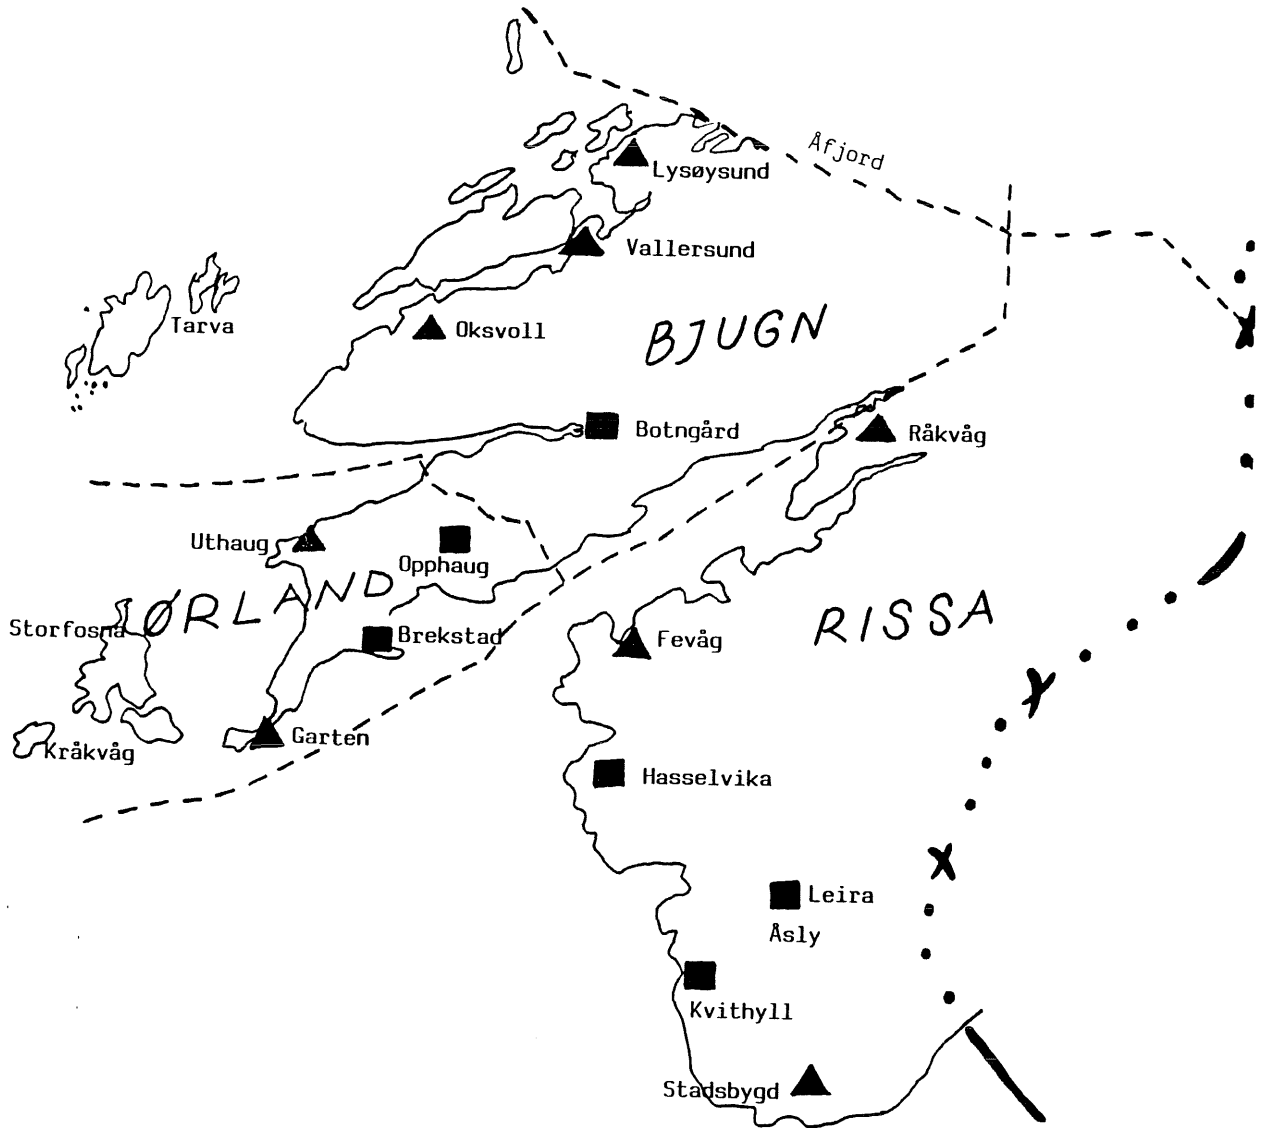 Åfjord
Lysøysund
Vallersund
Tarva
Oksvoll
BJUGN
Botngård
Råkvåg
Uthaug
Opphaug
ØRLAND
Storfosna
Brekstad
RISSA
Fevåg
Garten
Kråkvåg
Hasselvika
Leira
Åsly
Kvithyll
Stadsbygd